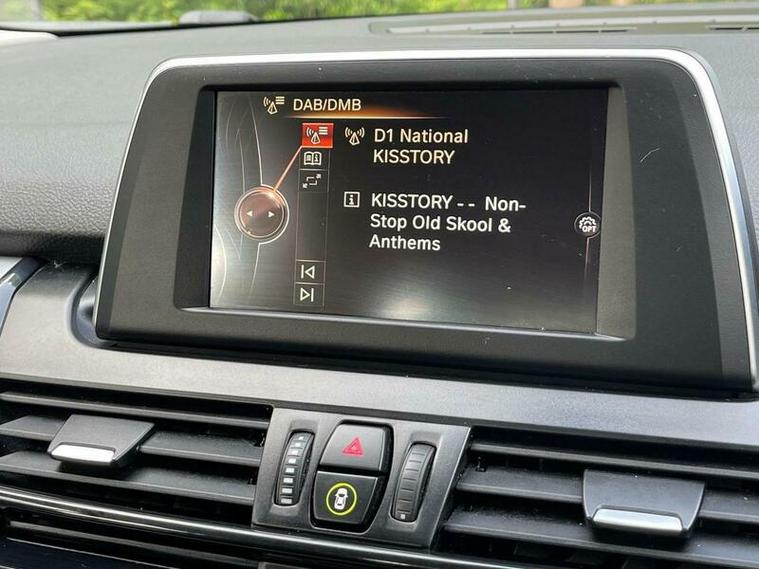 DAB/DMB
D1 National
KISSTORY
KISSTORY - - Non-
Stop Old Skool &
Anthems
OPT